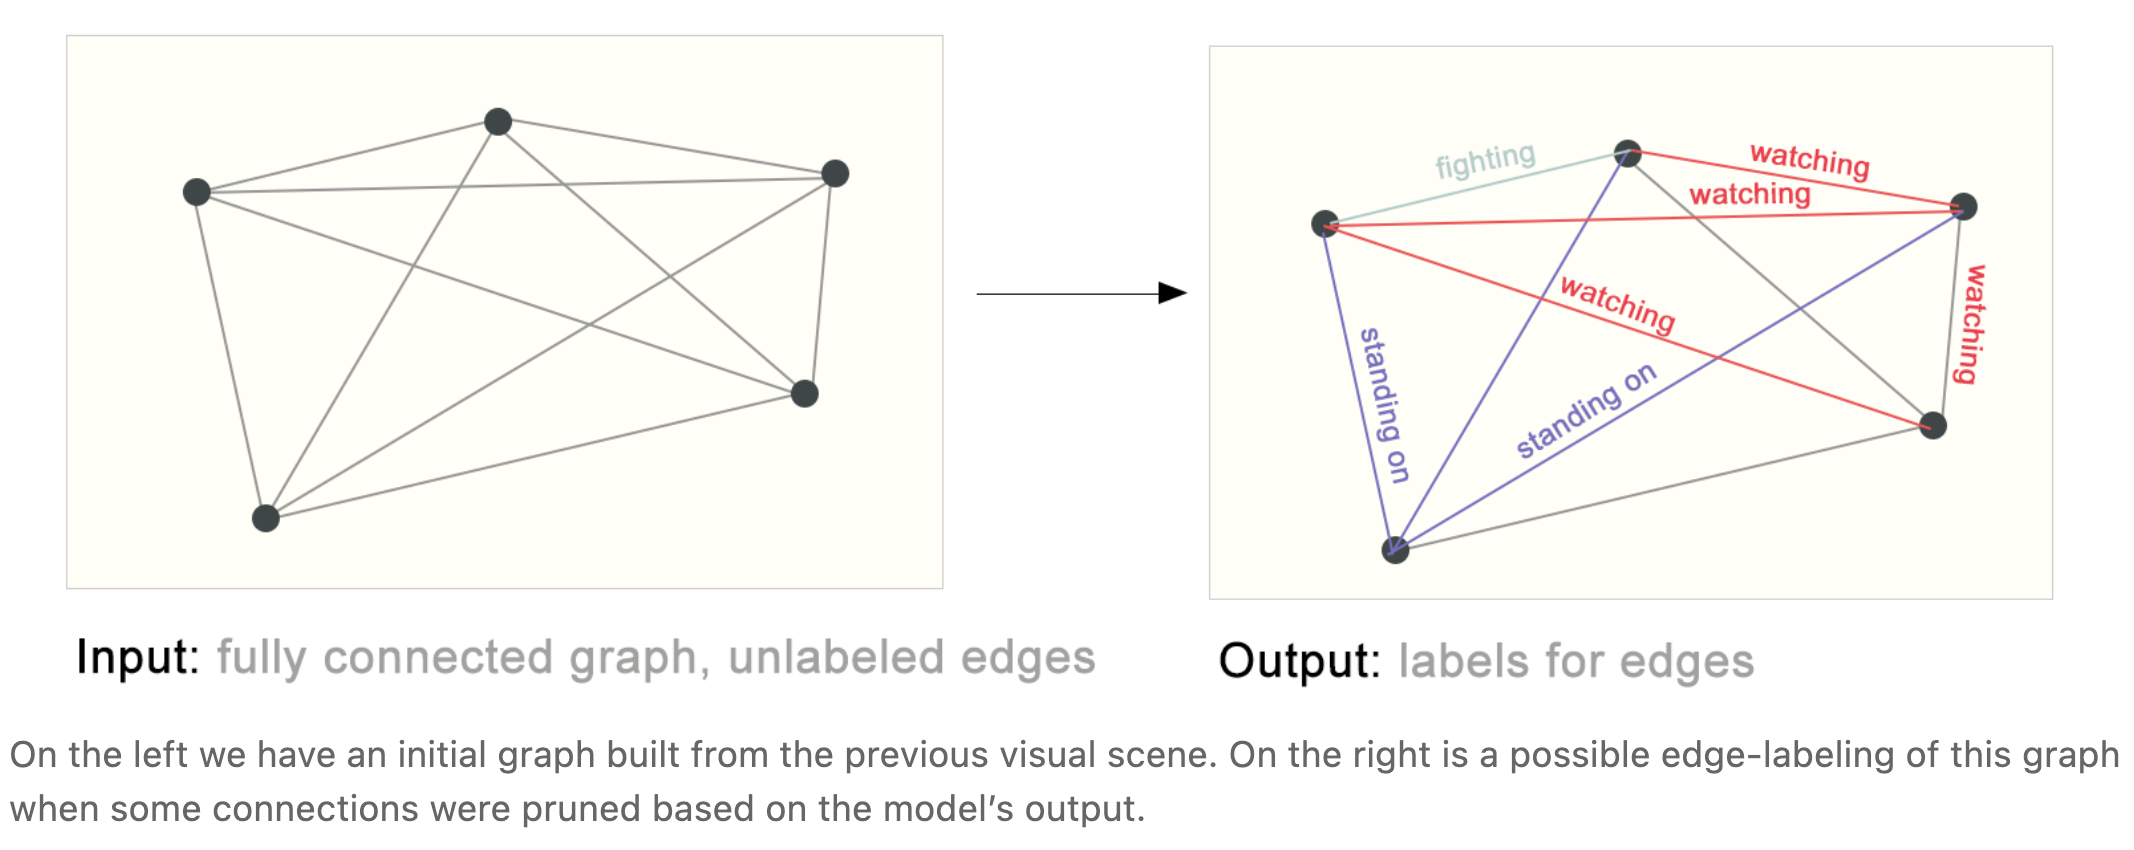 fighting
watching
watching
watching
watching
standing on
standing on
Input: fully connected graph, unlabeled edges
Output: labels for edges
On the left we have an initial graph built from the previous visual scene. On the right is a possible edge-labeling of this graph
when some connections were pruned based on the model’s output.